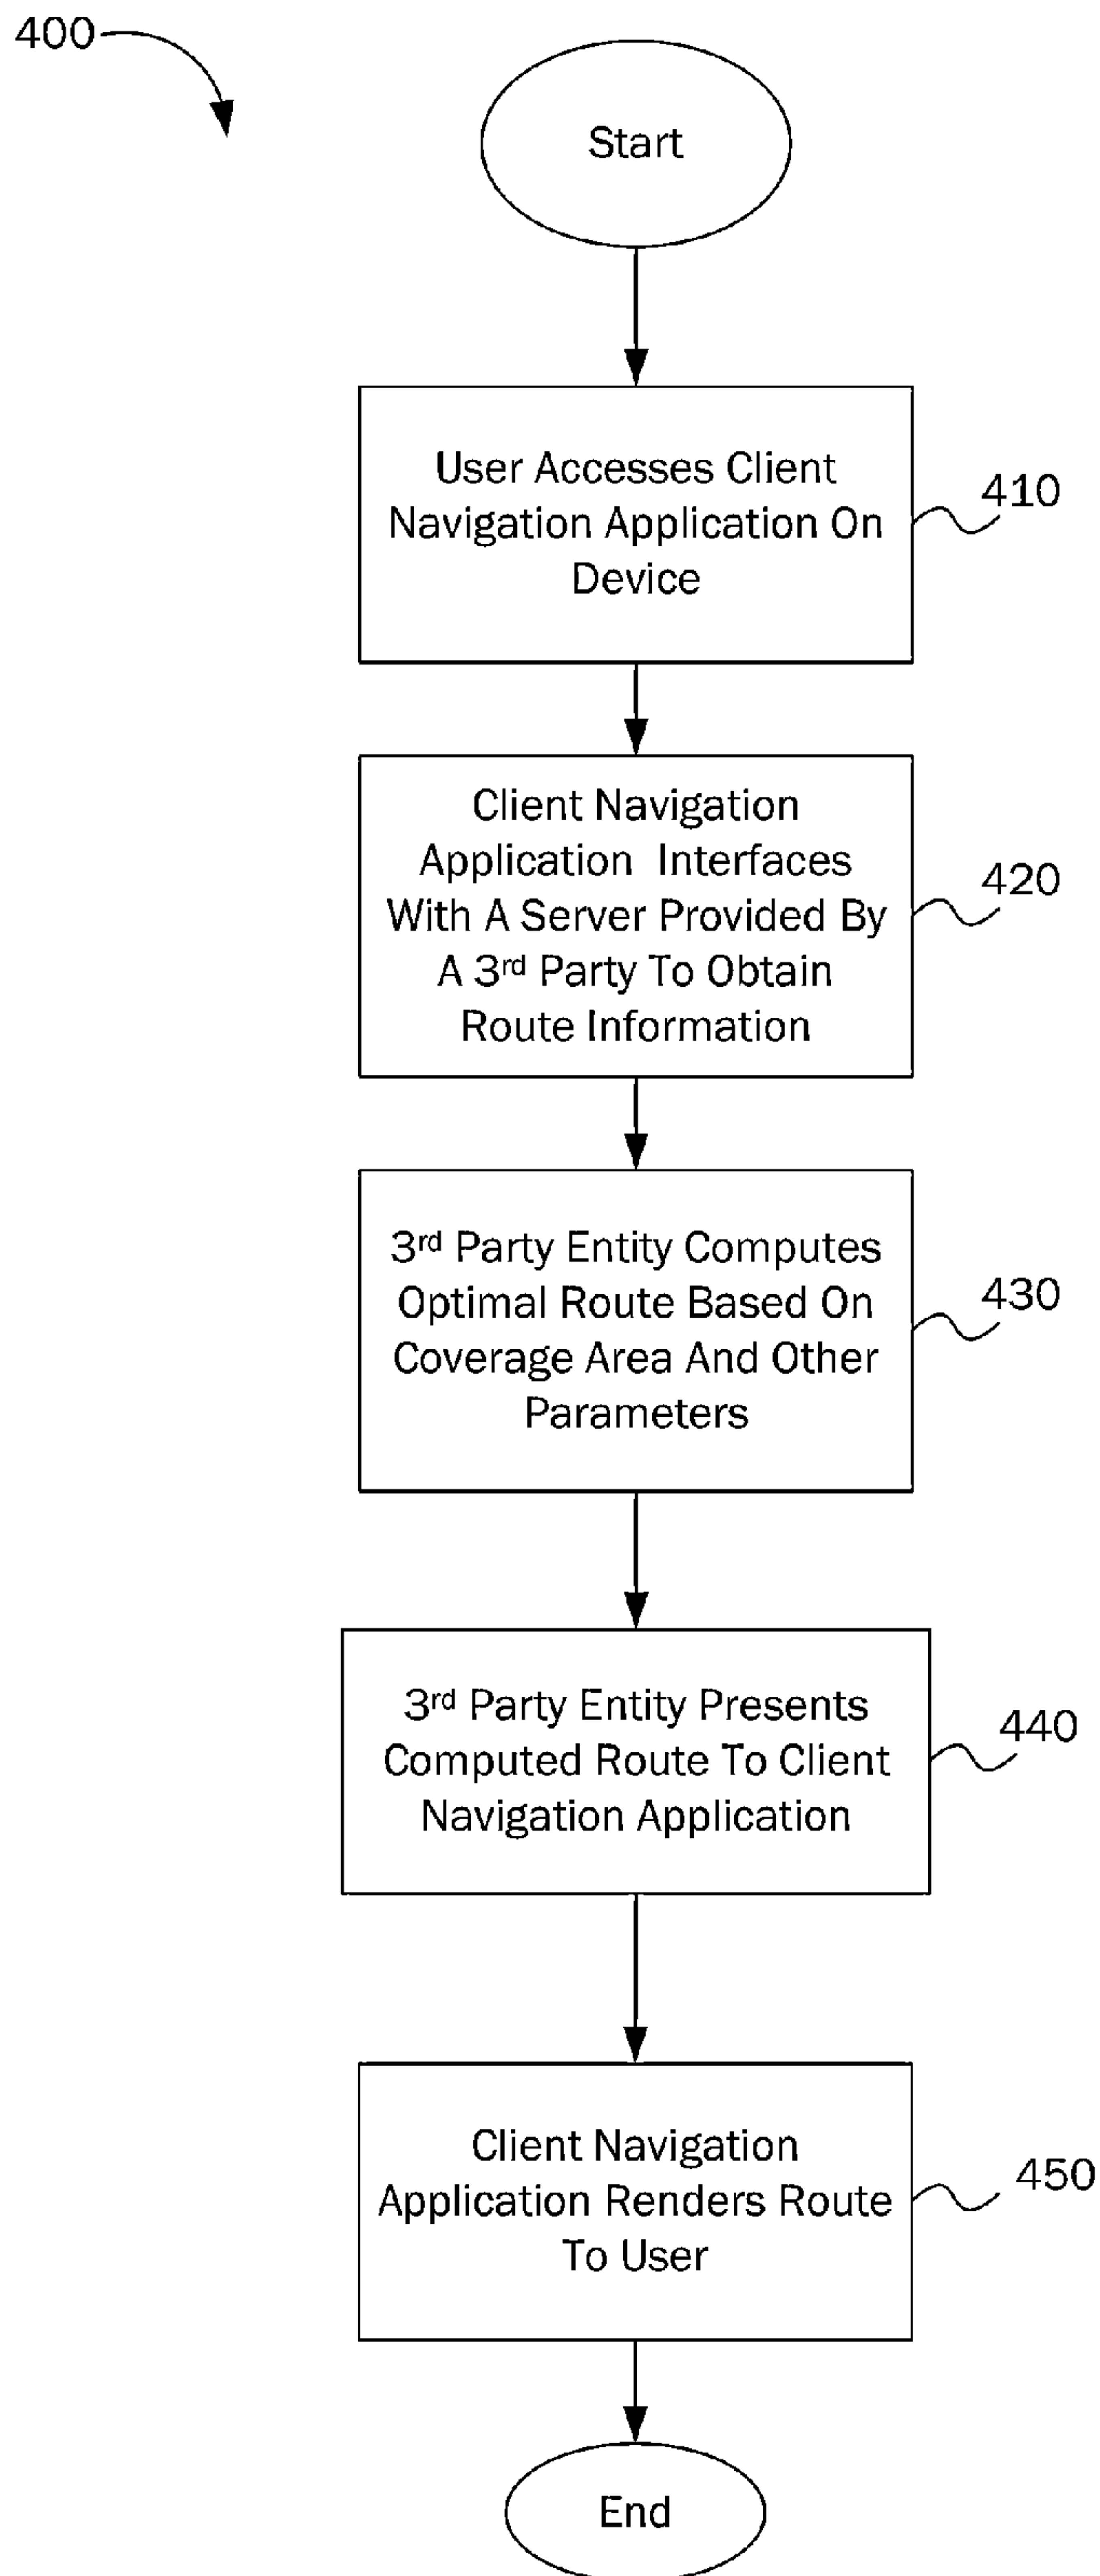 400
Start
User Accesses Client
Navigation Application On
Device
410
Client Navigation
Application Interfaces
With A Server Provided By
A 3rd Party To Obtain
Route Information
420
3rd Party Entity Computes
Optimal Route Based On
Coverage Area And Other
Parameters
430
3rd Party Entity Presents
Computed Route To Client
Navigation Application
440
Client Navigation
Application Renders Route
To User
450
End